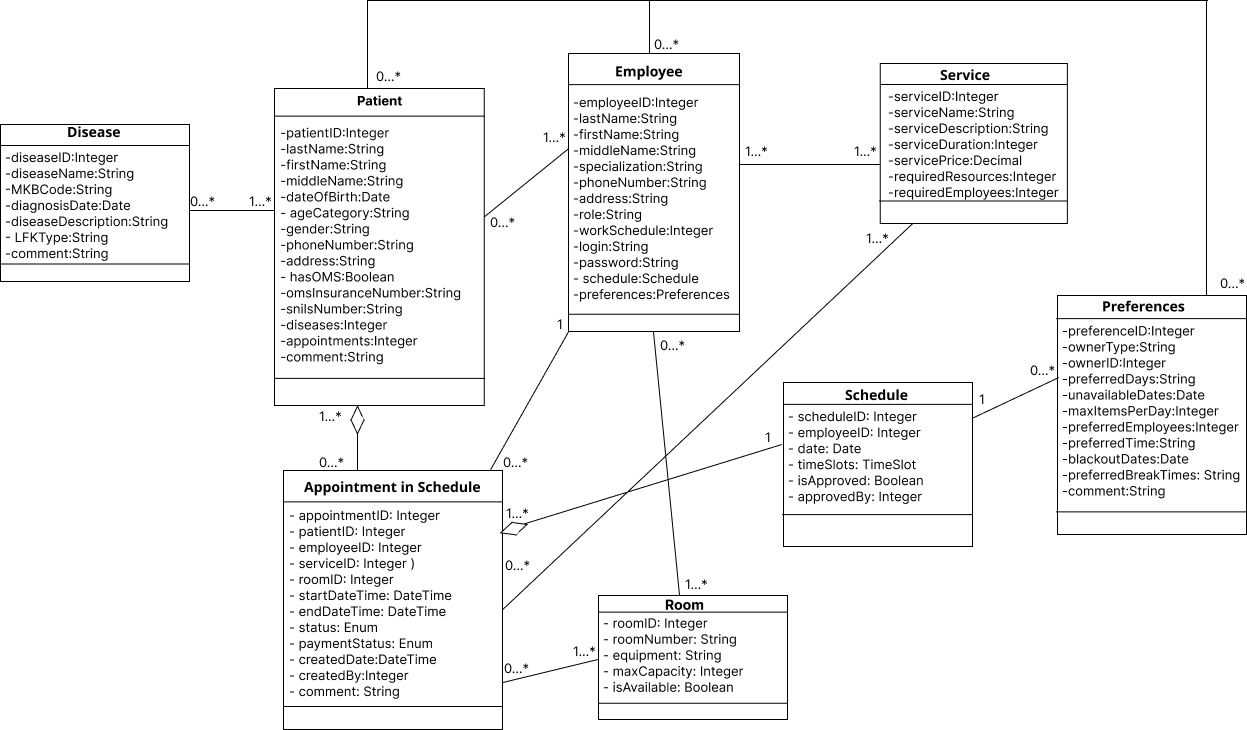 0...*
0...*
0...*
Disease
-diseaseID:Integer
-diseaseName:String
-MKBCode:String
-diagnosisDate:Date
-diseaseDescription:String
- LFKType:String
-comment:String
0...*
1...*
Patient
-patientID:Integer
-lastName:String
-firstName:String
-middleName:String
-dateOfBirth:Date
- ageCategory:String
-gender:String
-phoneNumber:String
-address:String
- hasOMS:Boolean
-omsInsuranceNumber:String
-snilsNumber:String
-diseases:Integer
-appointments:Integer
-comment:String
1...*
0...*
Employee
-employeeID:Integer
-lastName:String
-firstName:String
-middleName:String
-specialization:String
-phoneNumber:String
-address:String
-role:String
-workSchedule:Integer
-login:String
-password:String
- schedule:Schedule
-preferences:Preferences
1...*
1...*
Service
-serviceID:Integer
-serviceName:String
-serviceDescription:String
-serviceDuration:Integer
-servicePrice:Decimal
-requiredResources:Integer
-requiredEmployees:Integer
1...*
Preferences
-preferenceID:Integer
-ownerType:String
-ownerID:Integer
-preferredDays:String
-unavailableDates:Date
-maxItemsPerDay:Integer
-preferredEmployees:Integer
-preferredTime:String
-blackoutDates:Date
-preferredBreakTimes: String
-comment:String
1
0...*
0...*
1
Schedule
- scheduleID: Integer
- employeeID: Integer
- date: Date
- timeSlots: TimeSlot
- isApproved: Boolean
- approvedBy: Integer
1...*
0...*
0...*
1
1...*
Appointment in Schedule
- appointmentID: Integer
- patientID: Integer
- employeeID: Integer
- serviceID: Integer )
- roomID: Integer
- startDateTime: DateTime
- endDateTime: DateTime
- status: Enum
- paymentStatus: Enum
- createdDate:DateTime
- createdBy:Integer
- comment: String
0...*
1...*
Room
- roomID: Integer
- roomNumber: String
- equipment: String
- maxCapacity: Integer
- isAvailable: Boolean
0...*
1...*